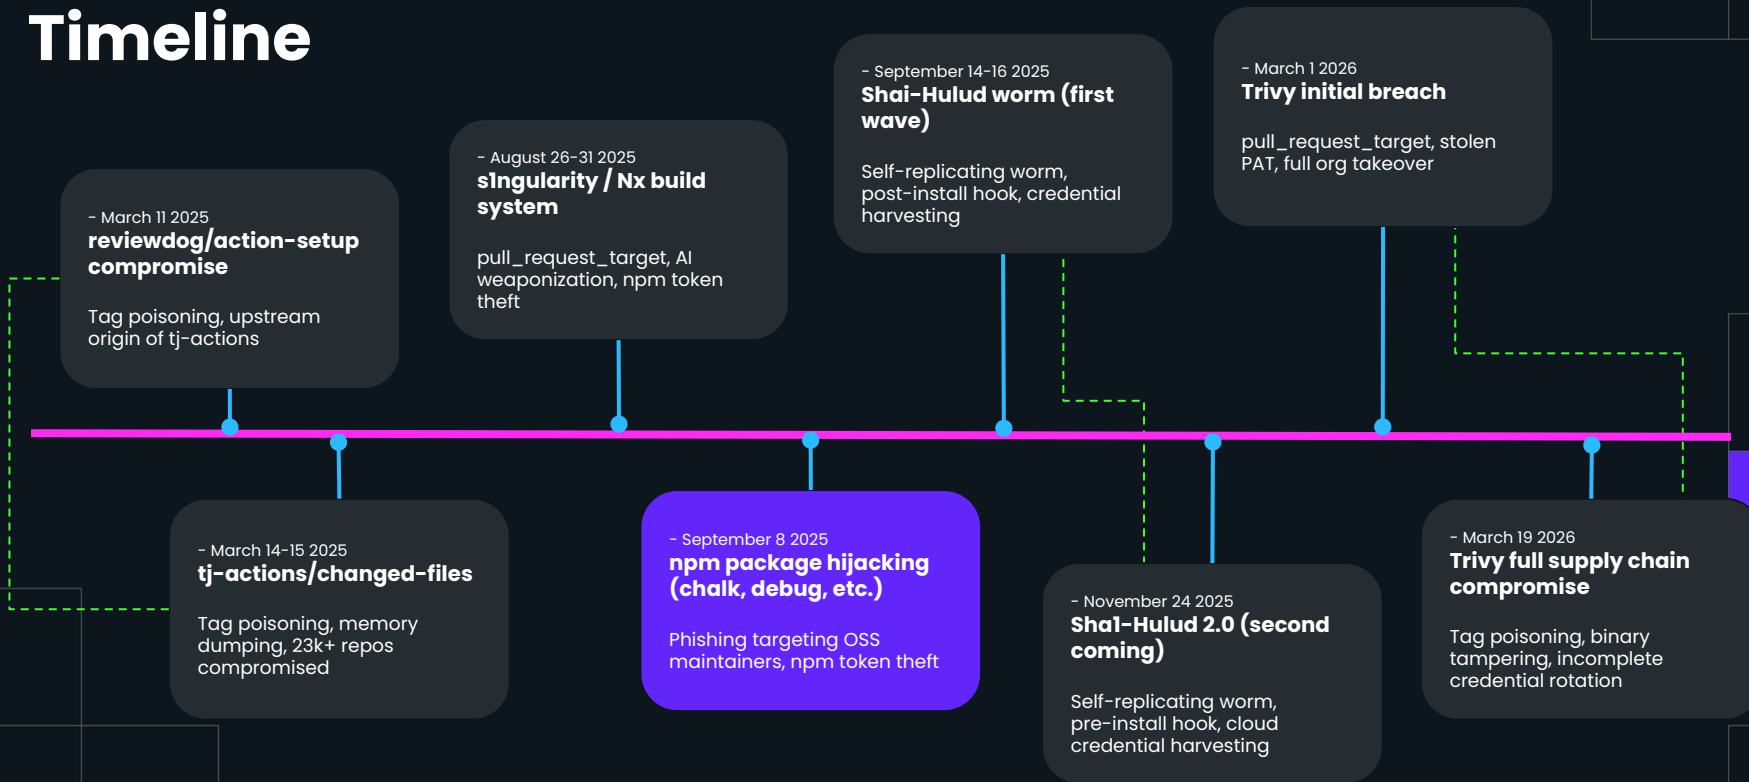 Timeline
- March 11 2025
reviewdog/action-setup
compromise
Tag poisoning, upstream
origin of tj-actions
- March 14-15 2025
tj-actions/changed-files
Tag poisoning, memory
dumping, 23k+ repos
compromised
- August 26-31 2025
s1ngularity / Nx build
system
pull_request_target, AI
weaponization, npm token
theft
- September 8 2025
npm package hijacking
(chalk, debug, etc.)
Phishing targeting OSS
maintainers, npm token theft
- September 14-16 2025
Shai-Hulud worm (first
wave)
Self-replicating worm,
post-install hook, credential
harvesting
- November 24 2025
Sha1-Hulud 2.0 (second
coming)
Self-replicating worm,
pre-install hook, cloud
credential harvesting
- March 1 2026
Trivy initial breach
pull_request_target, stolen
PAT, full org takeover
- March 19 2026
Trivy full supply chain
compromise
Tag poisoning, binary
tampering, incomplete
credential rotation